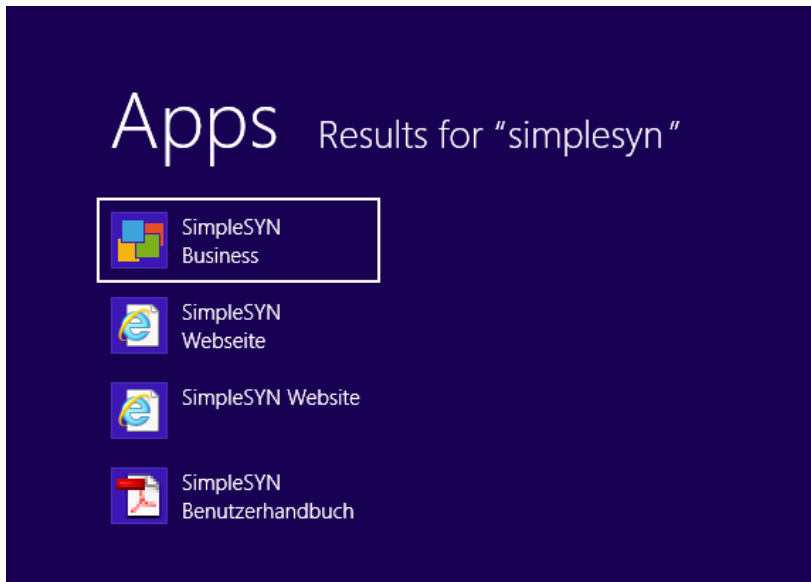 Apps Results for “simplesyn”
SimpleSYN
Business
SimpleSYN
Webseite
SimpleSYN Website
SimpleSYN
Benutzerhandbuch